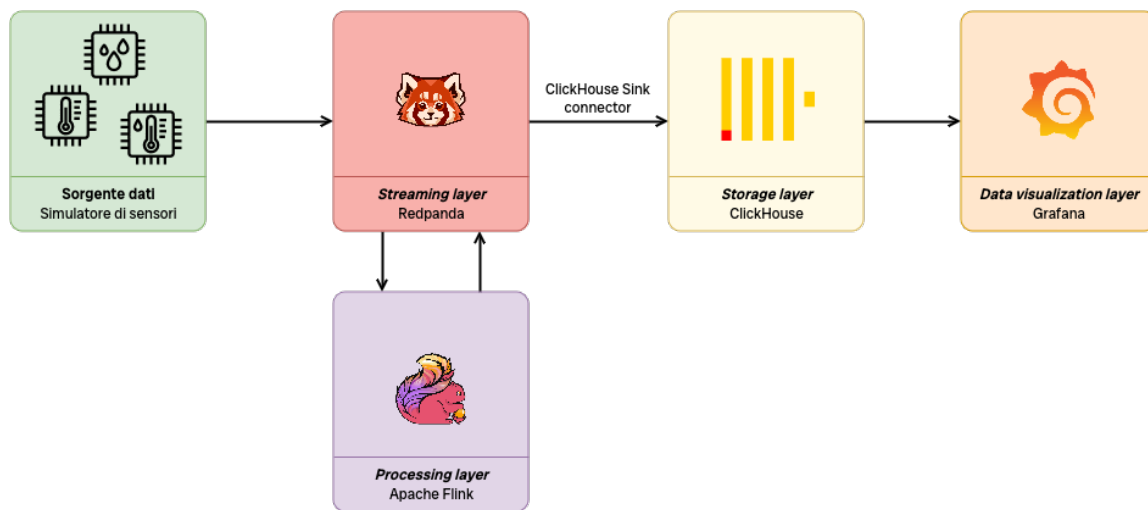 ClickHouse Sink
connector
Sorgente dati
Simulatore di sensori
Streaming layer
Redpanda
Storage layer
ClickHouse
Data visualization layer
Grafana
Processing layer
Apache Flink